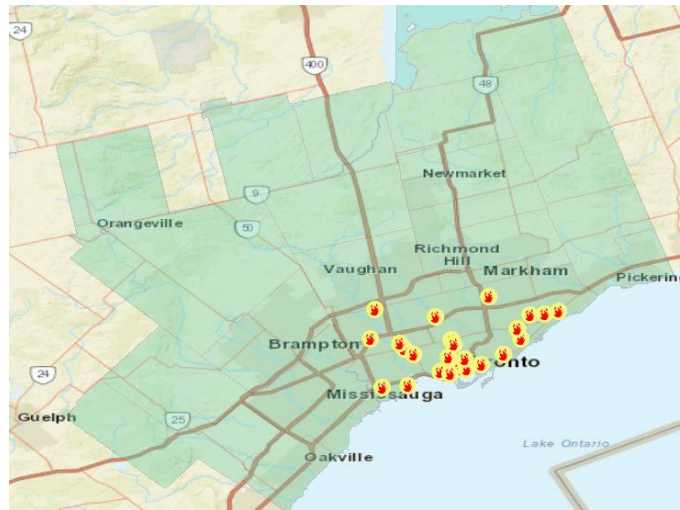 24
400
48
Newmarket
9
Orangeville
50
Richmond
Hill
Vaughan
Markham
Pickering
Brampton
24
Mississauga
Guelph
25
Lake Ontario
Oakville